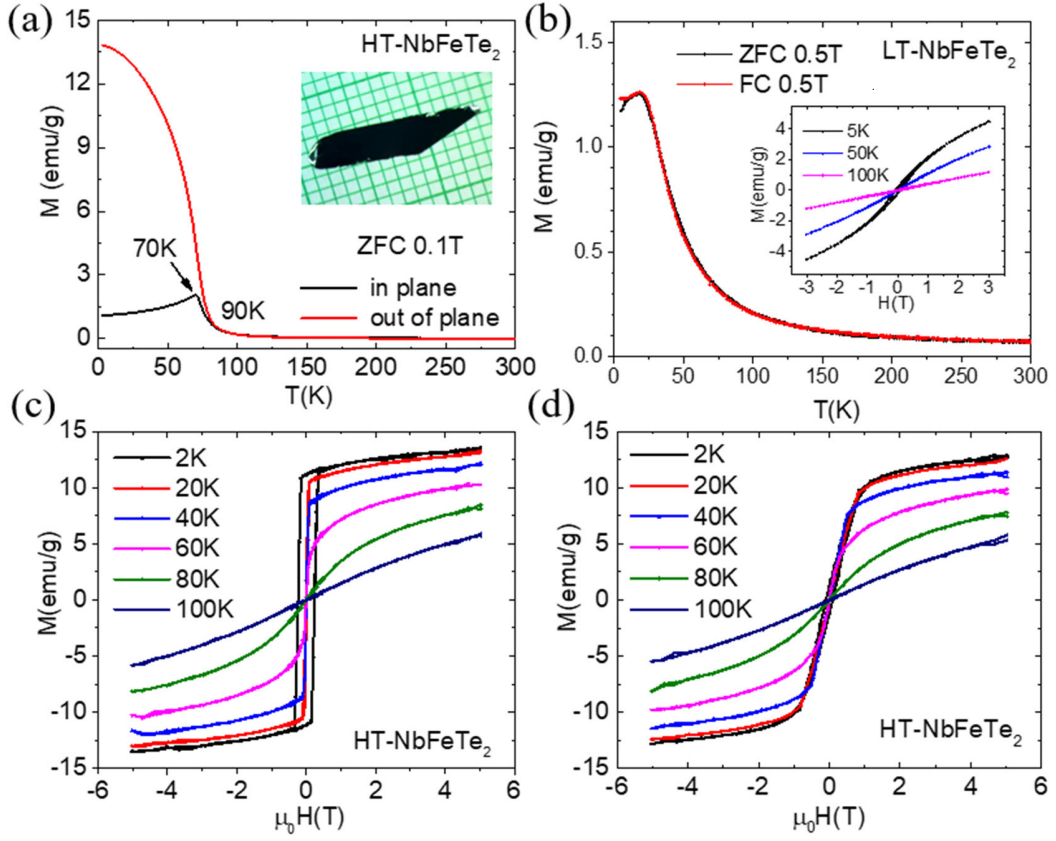 (a)
HT-NbFeTe2
ZFC 0.1T
70K
90K
in plane
out of plane
M (emu/g)
15
12
9
6
3
0
0 50 100 150 200 250 300
T(K)
(b)
ZFC 0.5T
FC 0.5T
LT-NbFeTe2
M (emu/g)
1.5
1.0
0.5
0.0
0 50 100 150 200 250 300
T(K)
5K
50K
100K
M(emu/g)
4
2
0
-2
-4
-3 -2 -1 0 1 2 3
H(T)
(c)
2K
20K
40K
60K
80K
100K
HT-NbFeTe2
M(emu/g)
15
10
5
0
-5
-10
-15
-6 -4 -2 0 2 4 6
μ0H(T)
(d)
2K
20K
40K
60K
80K
100K
HT-NbFeTe2
M(emu/g)
15
10
5
0
-5
-10
-15
-6 -4 -2 0 2 4 6
μ0H(T)